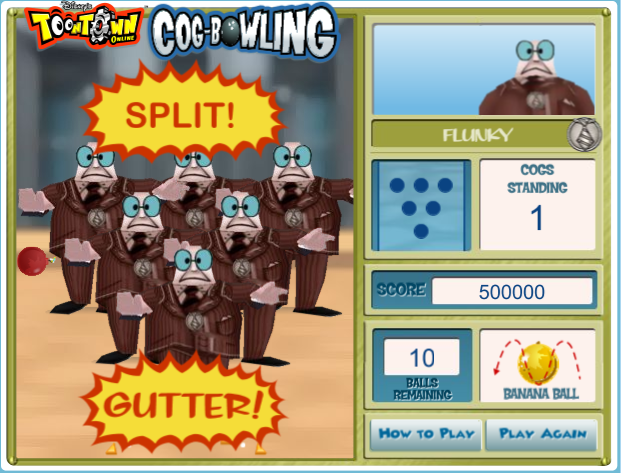 Disney's
TOONTOWN
ONLINE
COG-BOWLING
SPLIT!
GUTTER!
FLUNKY
COGS
STANDING
1
SCORE 500000
10
BALLS
REMAINING
BANANA BALL
HOW TO PLAY
PLAY AGAIN